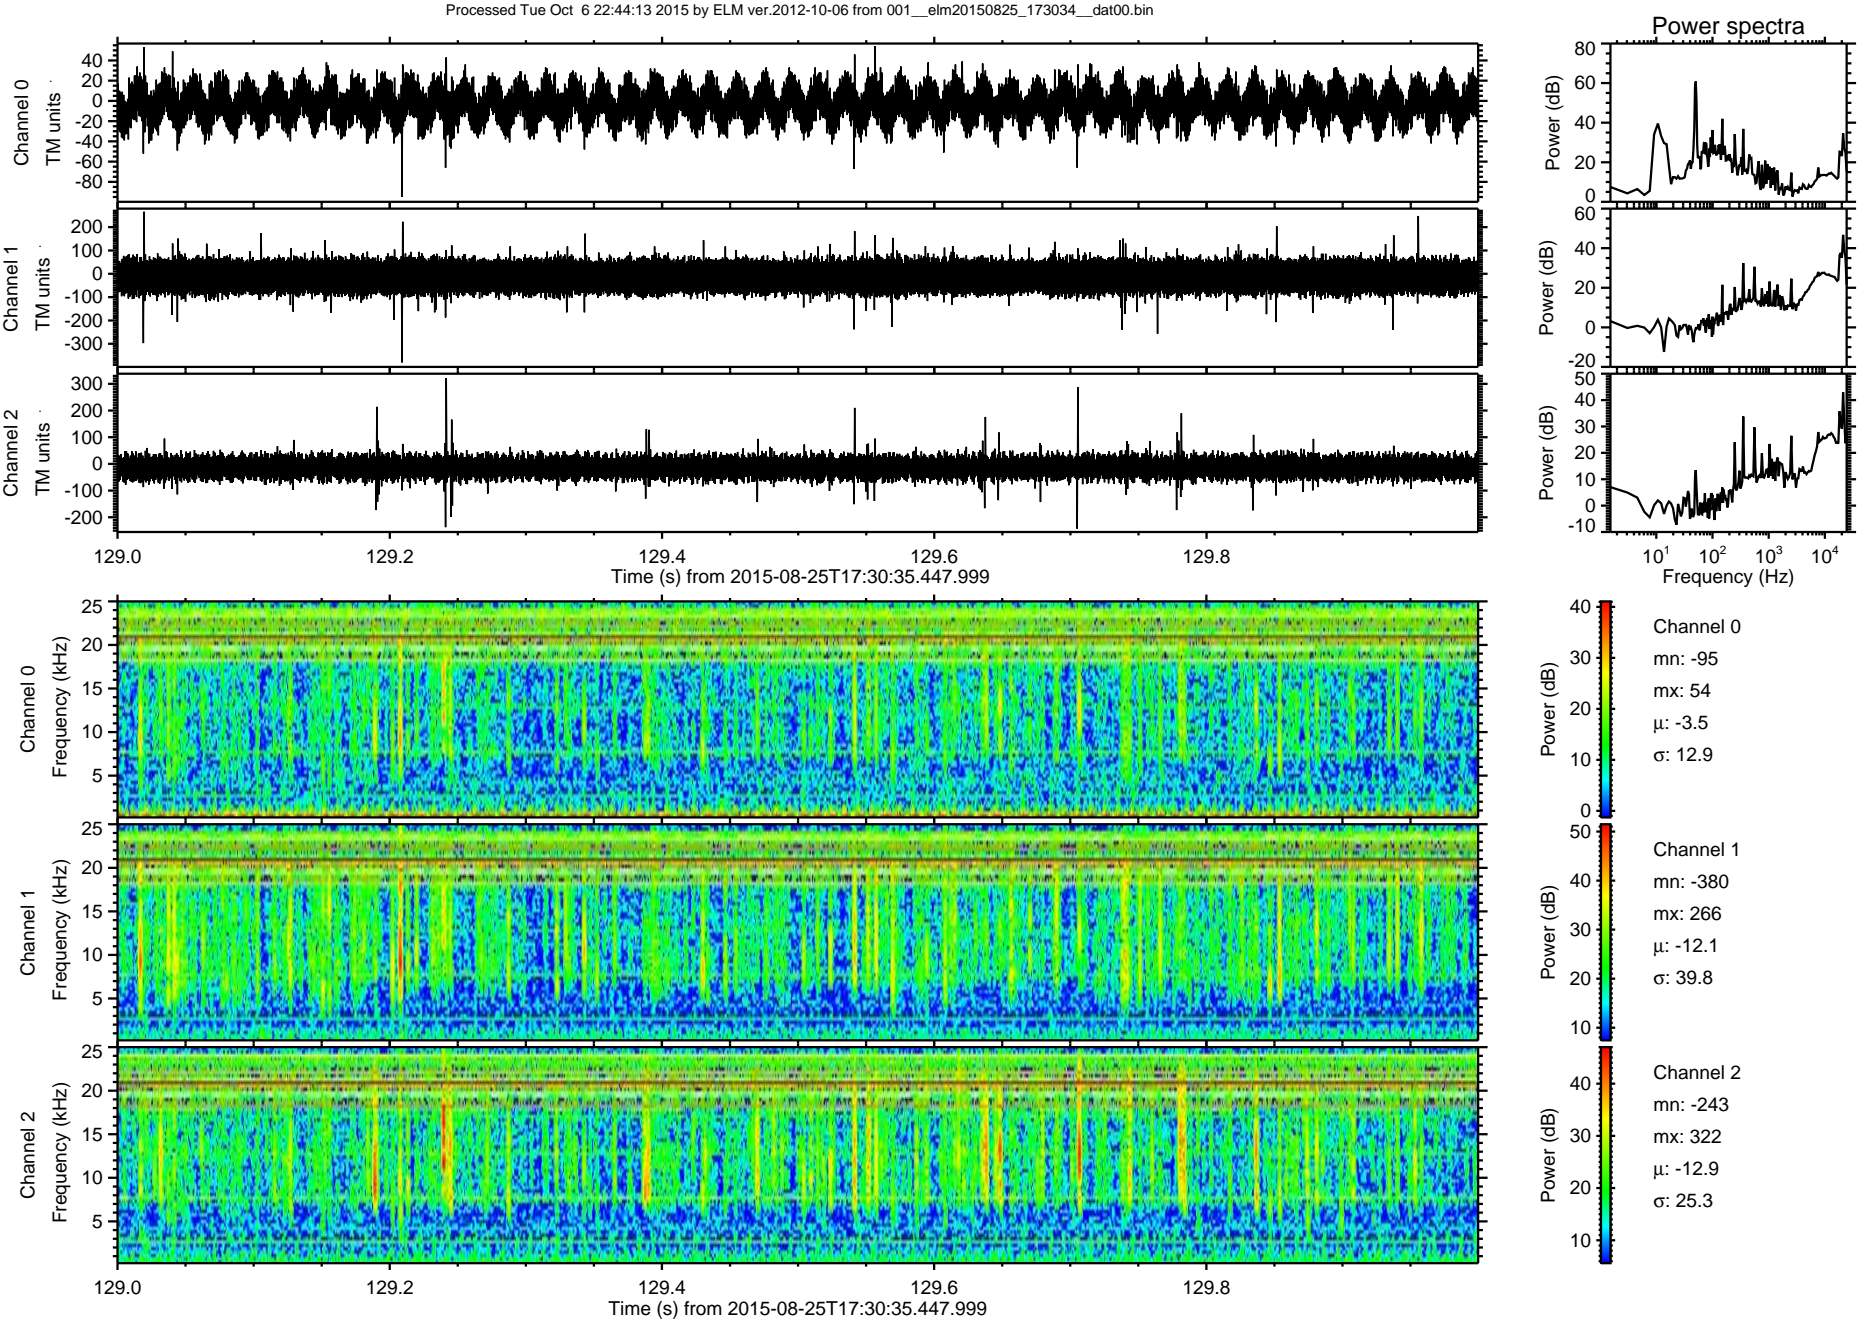 Processed Tue Oct  6 22:44:13 2015 by ELM ver.2012-10-06 from 001__elm20150825_173034__dat00.bin
Power spectra
Channel 0
TM units
40
20
0
-20
-40
-60
-80
Power (dB)
80
60
40
20
0
Channel 1
TM units
200
100
0
-100
-200
-300
Power (dB)
60
40
20
0
-20
Channel 2
TM units
300
200
100
0
-100
-200
Power (dB)
50
40
30
20
10
0
-10
129.0 129.2 129.4 129.6 129.8
Time (s) from 2015-08-25T17:30:35.447.999
10¹ 10² 10³ 10⁴
Frequency (Hz)
Channel 0
Frequency (kHz)
25
20
15
10
5
Power (dB)
40
30
20
10
0
Channel 0
mn: -95
mx: 54
µ: -3.5
σ: 12.9
Channel 1
Frequency (kHz)
25
20
15
10
5
Power (dB)
50
40
30
20
10
Channel 1
mn: -380
mx: 266
µ: -12.1
σ: 39.8
Channel 2
Frequency (kHz)
25
20
15
10
5
Power (dB)
40
30
20
10
Channel 2
mn: -243
mx: 322
µ: -12.9
σ: 25.3
129.0 129.2 129.4 129.6 129.8
Time (s) from 2015-08-25T17:30:35.447.999